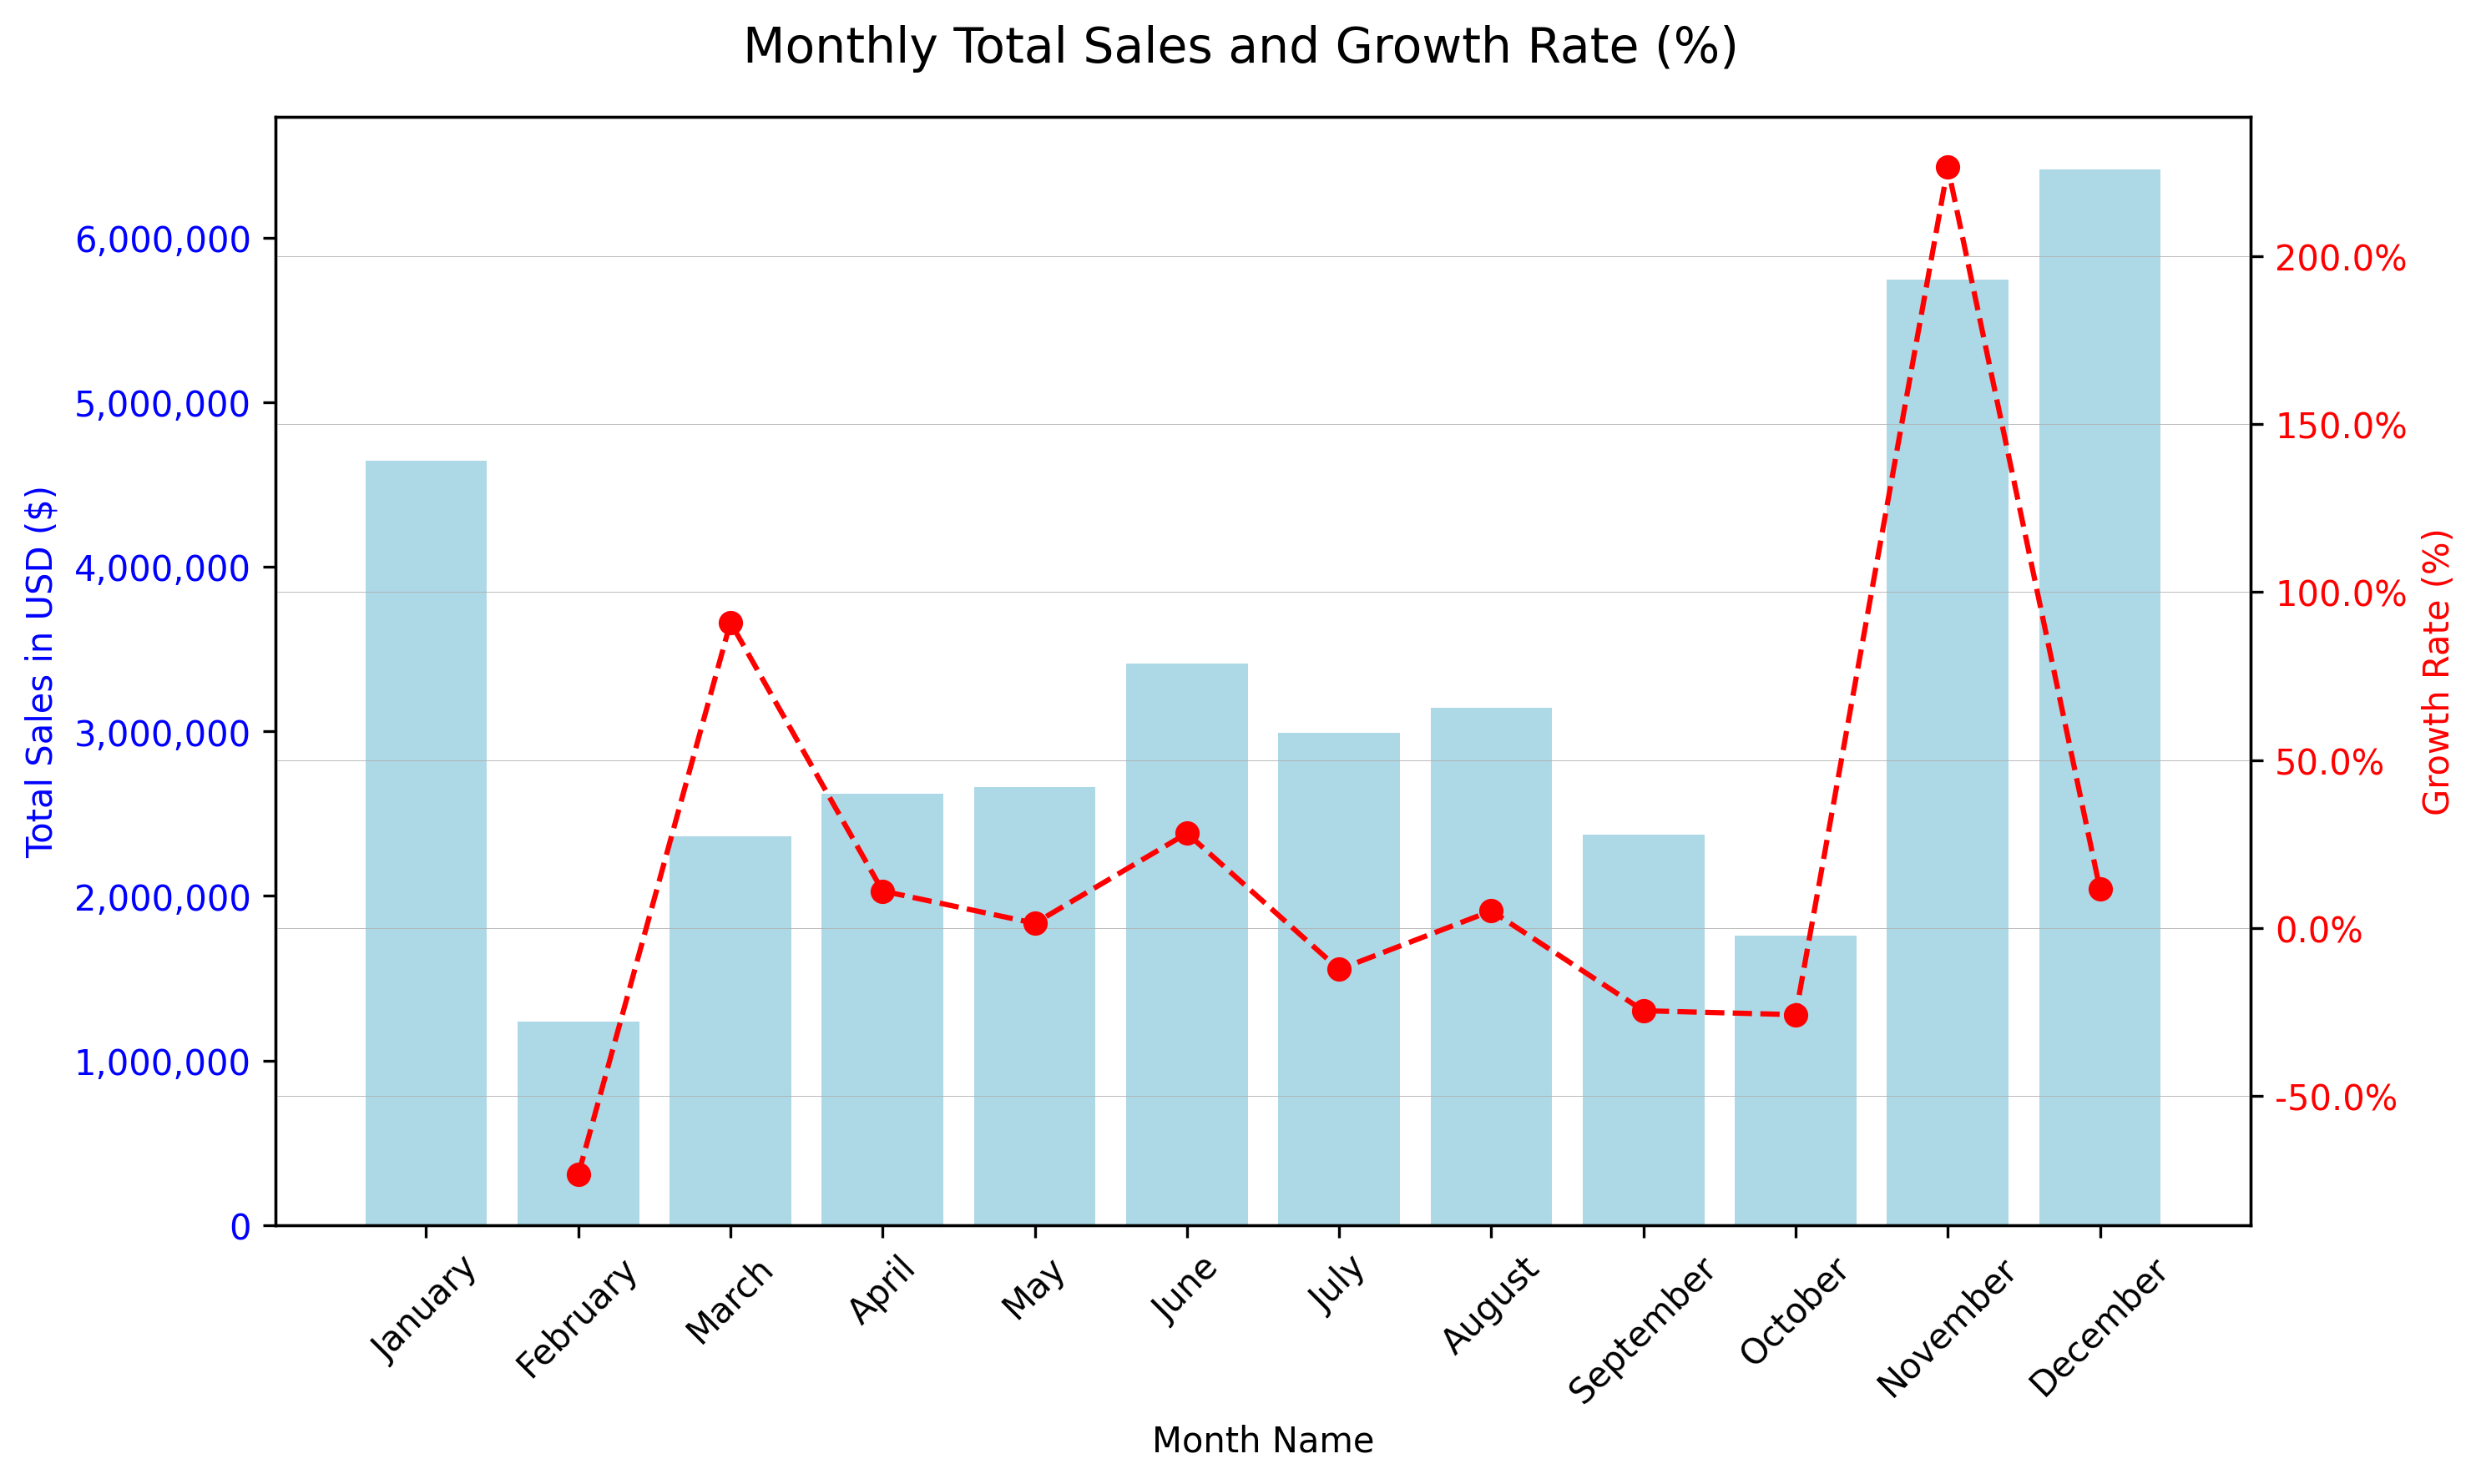 Monthly Total Sales and Growth Rate (%)
Total Sales in USD ($)
6,000,000
5,000,000
4,000,000
3,000,000
2,000,000
1,000,000
0
200.0%
150.0%
100.0%
50.0%
0.0%
-50.0%
Growth Rate (%)
January
February
March
April
May
June
July
August
September
October
November
December
Month Name